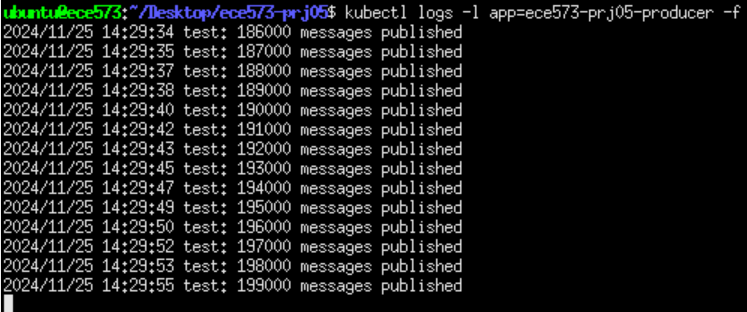 ubuntu@ece573:~/Desktop/ece573-prj05$ kubectl logs -l app=ece573-prj05-producer -f
2024/11/25 14:29:34 test: 186000 messages published
2024/11/25 14:29:35 test: 187000 messages published
2024/11/25 14:29:37 test: 188000 messages published
2024/11/25 14:29:38 test: 189000 messages published
2024/11/25 14:29:40 test: 190000 messages published
2024/11/25 14:29:42 test: 191000 messages published
2024/11/25 14:29:43 test: 192000 messages published
2024/11/25 14:29:45 test: 193000 messages published
2024/11/25 14:29:47 test: 194000 messages published
2024/11/25 14:29:49 test: 195000 messages published
2024/11/25 14:29:50 test: 196000 messages published
2024/11/25 14:29:52 test: 197000 messages published
2024/11/25 14:29:53 test: 198000 messages published
2024/11/25 14:29:55 test: 199000 messages published